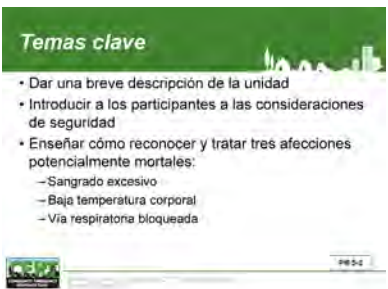 Temas clave
• Dar una breve descripción de la unidad
• Introducir a los participantes a las consideraciones
de seguridad
• Enseñar cómo reconocer y tratar tres afecciones
potencialmente mortales:
–Sangrado excesivo
–Baja temperatura corporal
–Vía respiratoria bloqueada
CERT